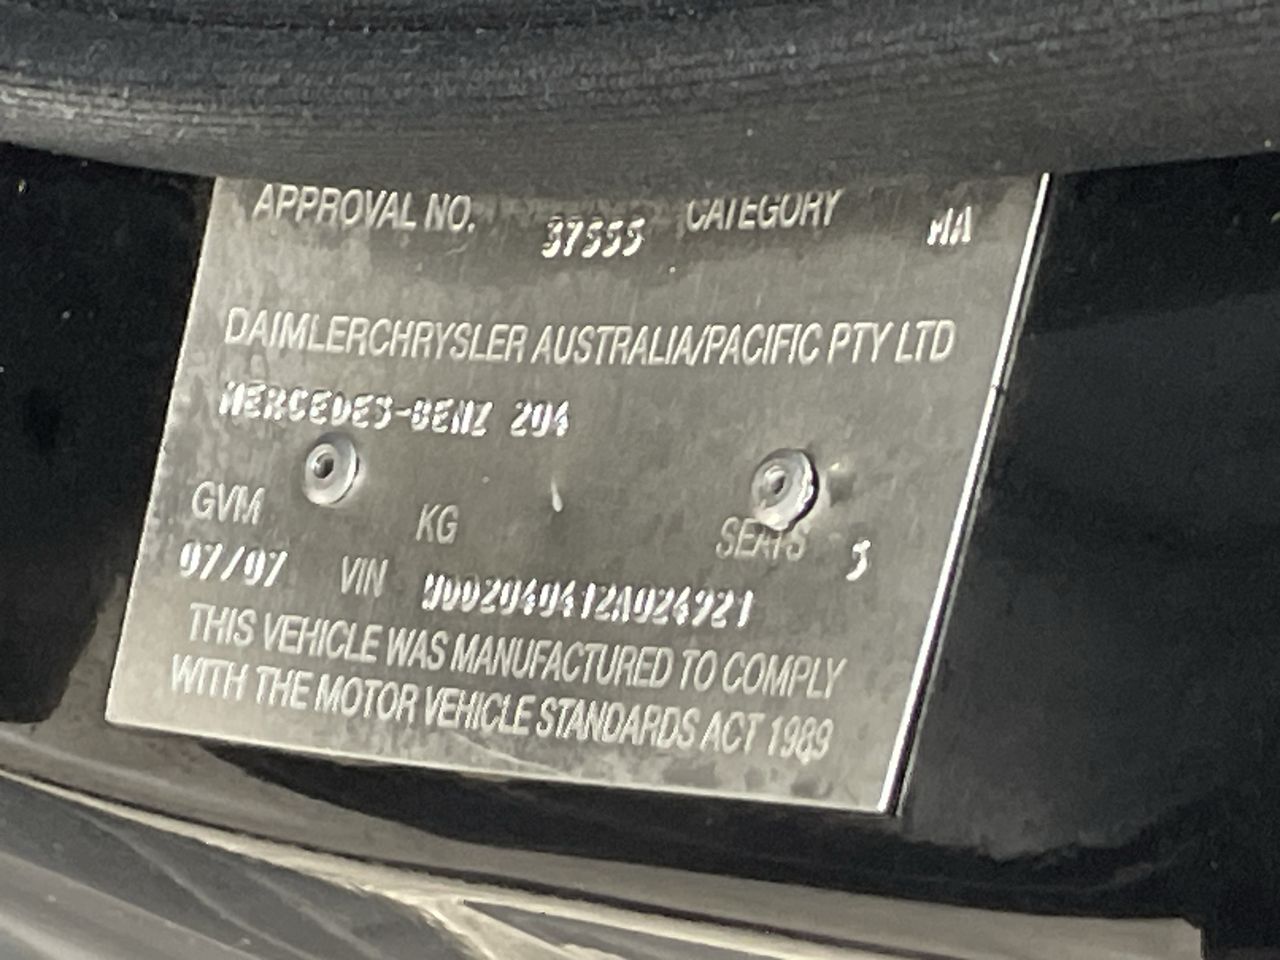 APPROVAL NO. 37555 CATEGORY MA
DAIMLERCHRYSLER AUSTRALIA/PACIFIC PTY LTD
MERCEDES-BENZ 204
GVM KG SEATS 5
07/07 VIN WDD2040412A024921
THIS VEHICLE WAS MANUFACTURED TO COMPLY
WITH THE MOTOR VEHICLE STANDARDS ACT 1989